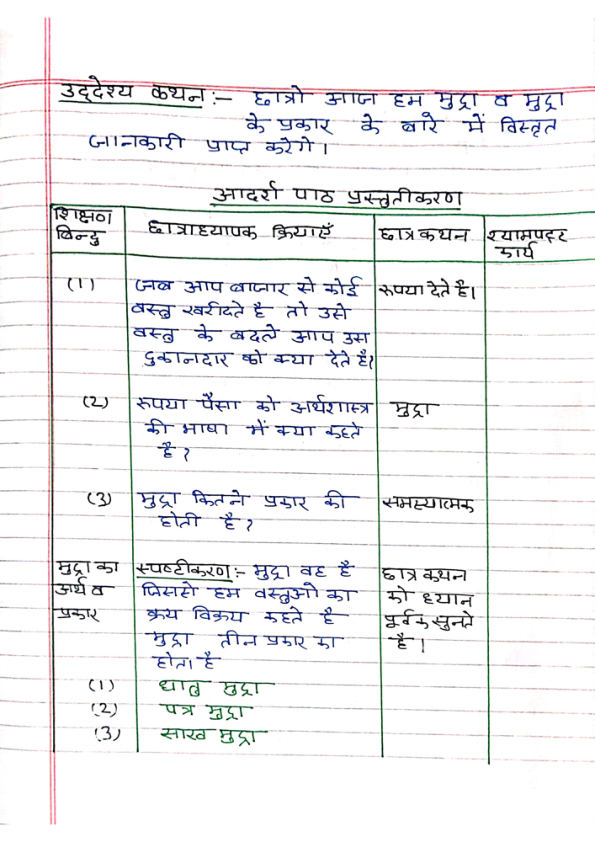 उद्देश्य कथन :- छात्रो आज हम मुद्रा व मुद्रा
के प्रकार के बारे में विस्तृत
जानकारी प्राप्त करेगे।
आदर्श पाठ प्रस्तुतीकरण
शिक्षण बिन्दु छात्राध्यापक क्रियाएँ छात्र कथन श्यामपट्ट कार्य
(1) जब आप बाजार से कोई रूपया देते है।
वस्तु खरीदते है तो उसे
वस्तु के बदले आप उस
दुकानदार को क्या देते है?
(2) रूपया पैसा को अर्थशास्त्र मुद्रा
की भाषा में क्या कहते
है ?
(3) मुद्रा कितने प्रकार की समस्यात्मक
होती है ?
मुद्रा का स्पष्टीकरण :- मुद्रा वह है छात्र कथन
अर्थ व जिससे हम वस्तुओ का को ध्यान
प्रकार क्रय विक्रय कहते है पूर्वक सुनते
मुद्रा तीन प्रकार का है।
होता है
(1) धातु मुद्रा
(2) पत्र मुद्रा
(3) साख मुद्रा